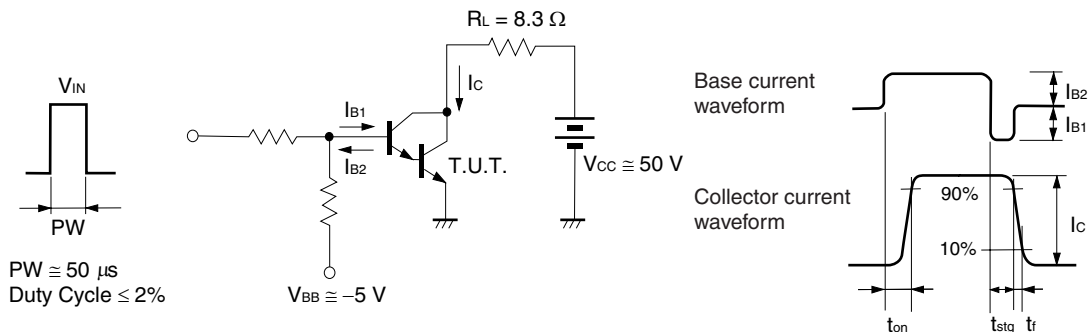 RL = 8.3 Ω
VIN
IC
IB1
IB2
T.U.T.
VCC ≅ 50 V
PW
PW ≅ 50 μs
Duty Cycle ≤ 2%
VBB ≅ −5 V
Base current
waveform
IB2
IB1
Collector current
waveform
90%
10%
IC
ton
tstg
tf